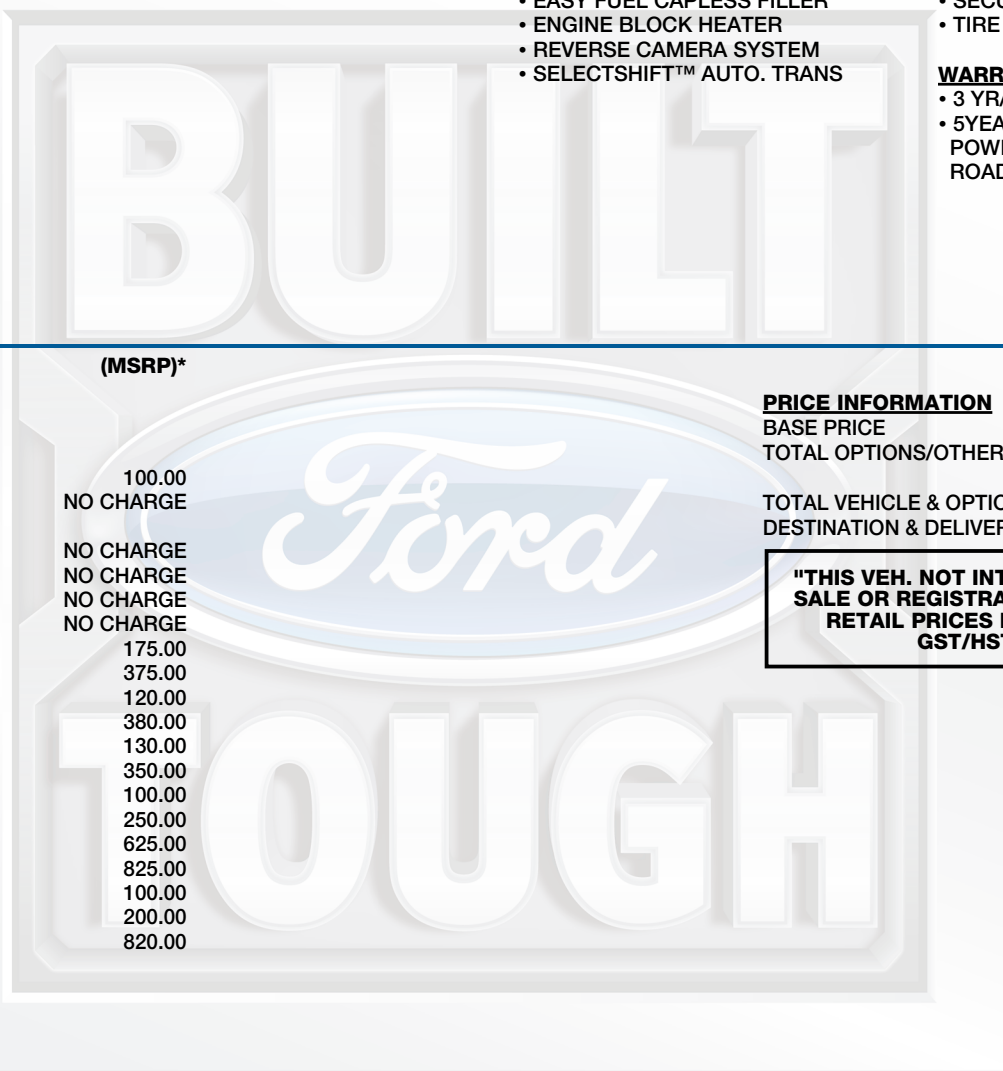 • EASY FUEL CAPLESS FILLER
• ENGINE BLOCK HEATER
• REVERSE CAMERA SYSTEM
• SELECTSHIFT™ AUTO. TRANS
• SECU
• TIRE
WARR
• 3 YR/
• 5YEA
POW
ROAD
BUILT
Ford
TOUGH
(MSRP)*
100.00
NO CHARGE
NO CHARGE
NO CHARGE
NO CHARGE
NO CHARGE
175.00
375.00
120.00
380.00
130.00
350.00
100.00
250.00
625.00
825.00
100.00
200.00
820.00
PRICE INFORMATION
BASE PRICE
TOTAL OPTIONS/OTHER
TOTAL VEHICLE & OPTIO
DESTINATION & DELIVER
"THIS VEH. NOT INT
SALE OR REGISTRA
RETAIL PRICES
GST/HST